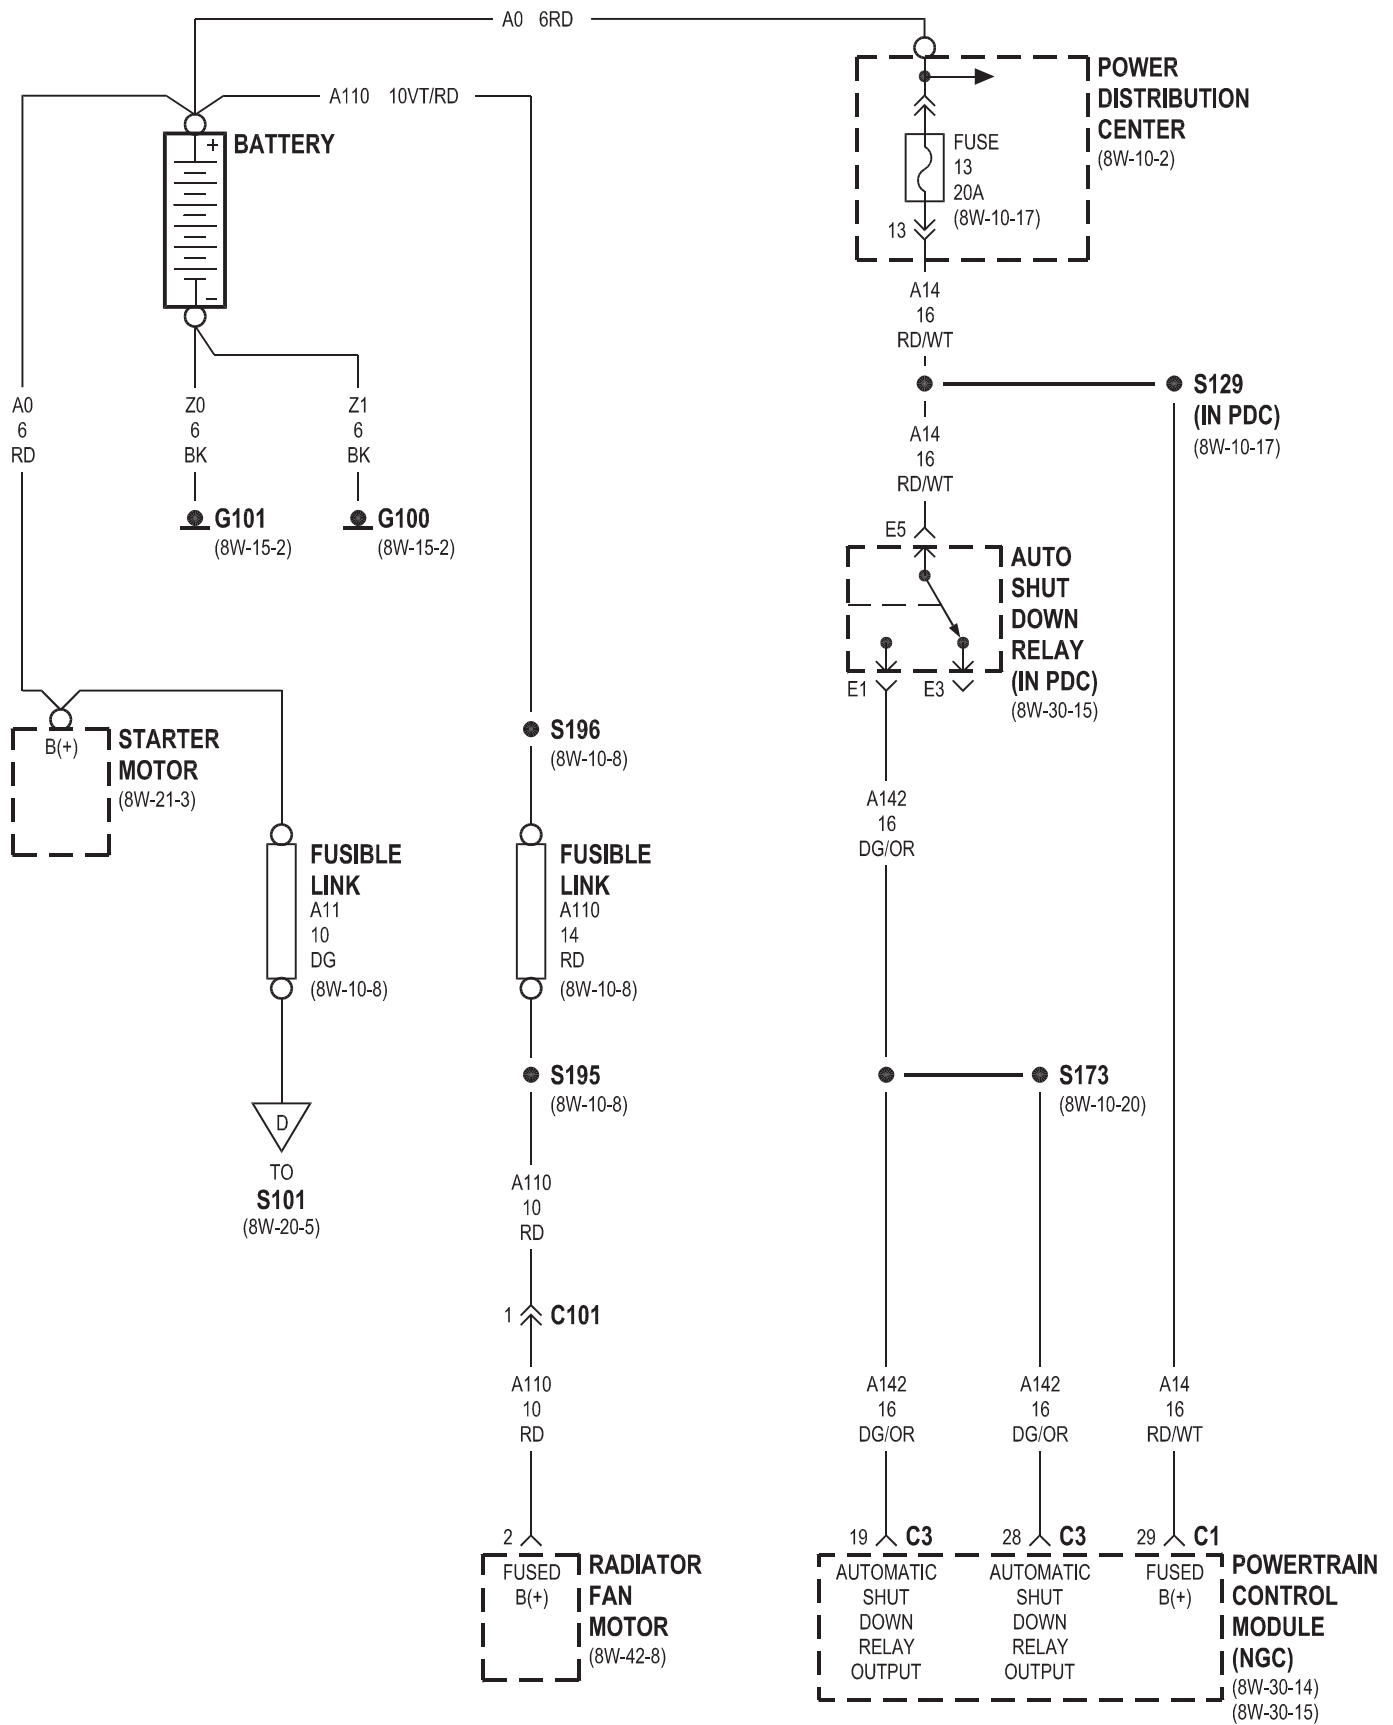 A0 6RD
A110 10VT/RD
BATTERY
+
–
POWER
DISTRIBUTION
CENTER
(8W-10-2)
FUSE
13
20A
(8W-10-17)
13
A14
16
RD/WT
S129
(IN PDC)
(8W-10-17)
A14
16
RD/WT
A0
6
RD
Z0
6
BK
Z1
6
BK
G101
(8W-15-2)
G100
(8W-15-2)
E5
AUTO
SHUT
DOWN
RELAY
(IN PDC)
(8W-30-15)
E1
E3
B(+)
STARTER
MOTOR
(8W-21-3)
S196
(8W-10-8)
A142
16
DG/OR
FUSIBLE
LINK
A11
10
DG
(8W-10-8)
FUSIBLE
LINK
A110
14
RD
(8W-10-8)
S195
(8W-10-8)
S173
(8W-10-20)
D
TO
S101
(8W-20-5)
A110
10
RD
1
C101
A110
10
RD
A142
16
DG/OR
A142
16
DG/OR
A14
16
RD/WT
2
FUSED
B(+)
RADIATOR
FAN
MOTOR
(8W-42-8)
19 C3
28 C3
29 C1
AUTOMATIC
SHUT
DOWN
RELAY
OUTPUT
AUTOMATIC
SHUT
DOWN
RELAY
OUTPUT
FUSED
B(+)
POWERTRAIN
CONTROL
MODULE
(NGC)
(8W-30-14)
(8W-30-15)